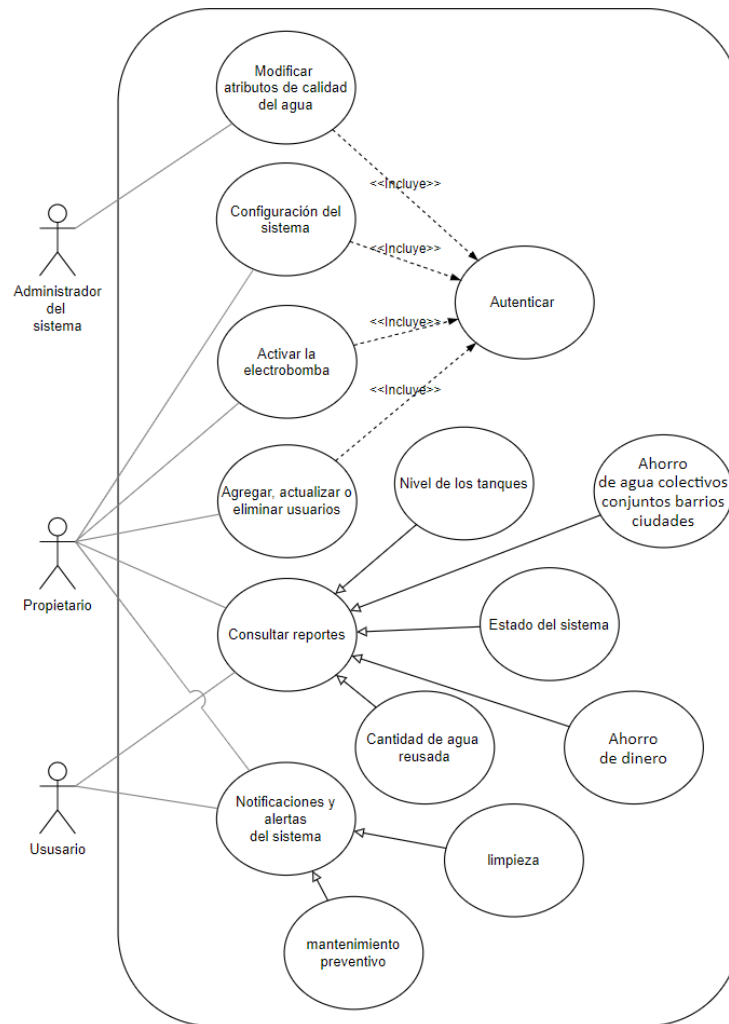 Modificar
atributos de calidad
del agua
<<Incluye>>
Configuración del
sistema
<<Incluye>>
Administrador
del
sistema
Autenticar
<<Incluye>>
Activar la
electrobomba
<<Incluye>>
Agregar, actualizar o
eliminar usuarios
Nivel de los tanques
Ahorro
de agua colectivos
conjuntos barrios
ciudades
Propietario
Consultar reportes
Estado del sistema
Cantidad de agua
reusada
Ahorro
de dinero
Ususario
Notificaciones y
alertas
del sistema
limpieza
mantenimiento
preventivo